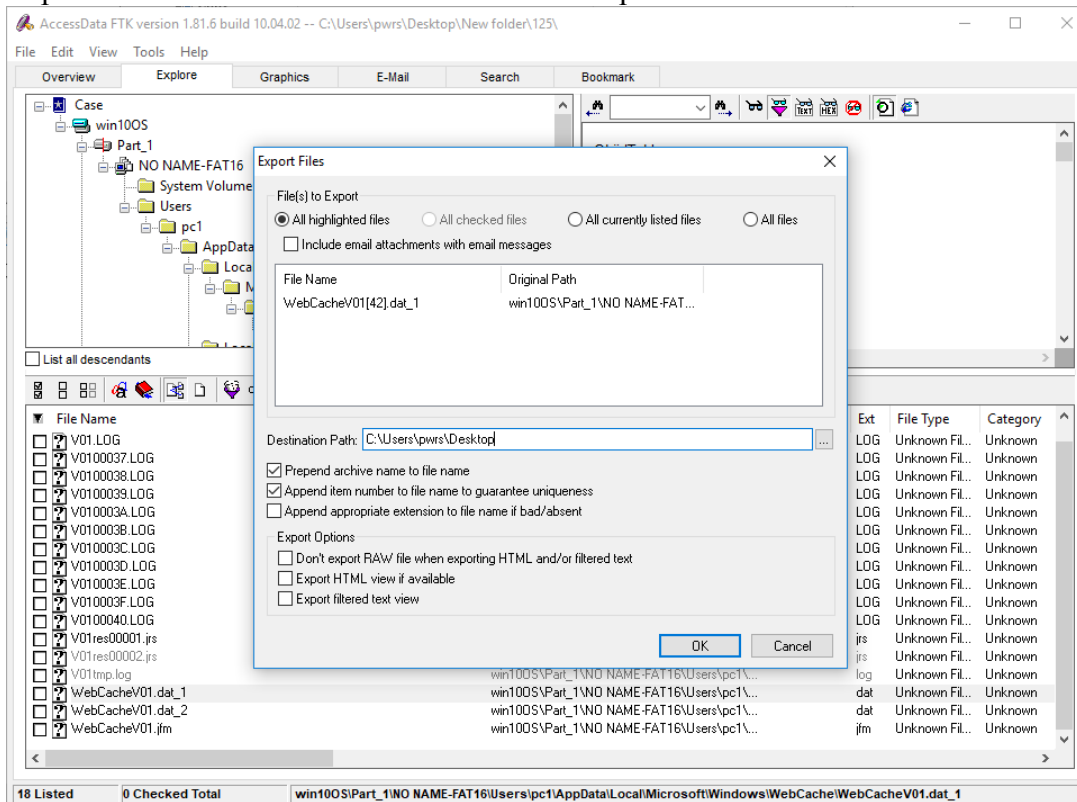 AccessData FTK version 1.81.6 build 10.04.02 -- C:\Users\pwrs\Desktop\New folder\125\
File Edit View Tools Help
Overview Explore Graphics E-Mail Search Bookmark
Case
win10OS
Part_1
NO NAME-FAT16
System Volume
Users
pc1
AppData
Loca
List all descendants
Export Files
File(s) to Export
All highlighted files All checked files All currently listed files All files
Include email attachments with email messages
File Name Original Path
WebCacheV01[42].dat_1 win10OS\Part_1\NO NAME-FAT...
Destination Path: C:\Users\pwrs\Desktop ...
Prepend archive name to file name
Append item number to file name to guarantee uniqueness
Append appropriate extension to file name if bad/absent
Export Options
Don't export RAW file when exporting HTML and/or filtered text
Export HTML view if available
Export filtered text view
OK Cancel
File Name Ext File Type Category
V01.LOG LOG Unknown Fil... Unknown
V0100037.LOG LOG Unknown Fil... Unknown
V0100038.LOG LOG Unknown Fil... Unknown
V0100039.LOG LOG Unknown Fil... Unknown
V010003A.LOG LOG Unknown Fil... Unknown
V010003B.LOG LOG Unknown Fil... Unknown
V010003C.LOG LOG Unknown Fil... Unknown
V010003D.LOG LOG Unknown Fil... Unknown
V010003E.LOG LOG Unknown Fil... Unknown
V010003F.LOG LOG Unknown Fil... Unknown
V0100040.LOG LOG Unknown Fil... Unknown
V01res00001.jrs jrs Unknown Fil... Unknown
V01res00002.jrs jrs Unknown Fil... Unknown
V01tmp.log win10OS\Part_1\NO NAME-FAT16\Users\pc1\... log Unknown Fil... Unknown
WebCacheV01.dat_1 win10OS\Part_1\NO NAME-FAT16\Users\pc1\... dat Unknown Fil... Unknown
WebCacheV01.dat_2 win10OS\Part_1\NO NAME-FAT16\Users\pc1\... dat Unknown Fil... Unknown
WebCacheV01.jfm win10OS\Part_1\NO NAME-FAT16\Users\pc1\... jfm Unknown Fil... Unknown
18 Listed 0 Checked Total win10OS\Part_1\NO NAME-FAT16\Users\pc1\AppData\Local\Microsoft\Windows\WebCache\WebCacheV01.dat_1